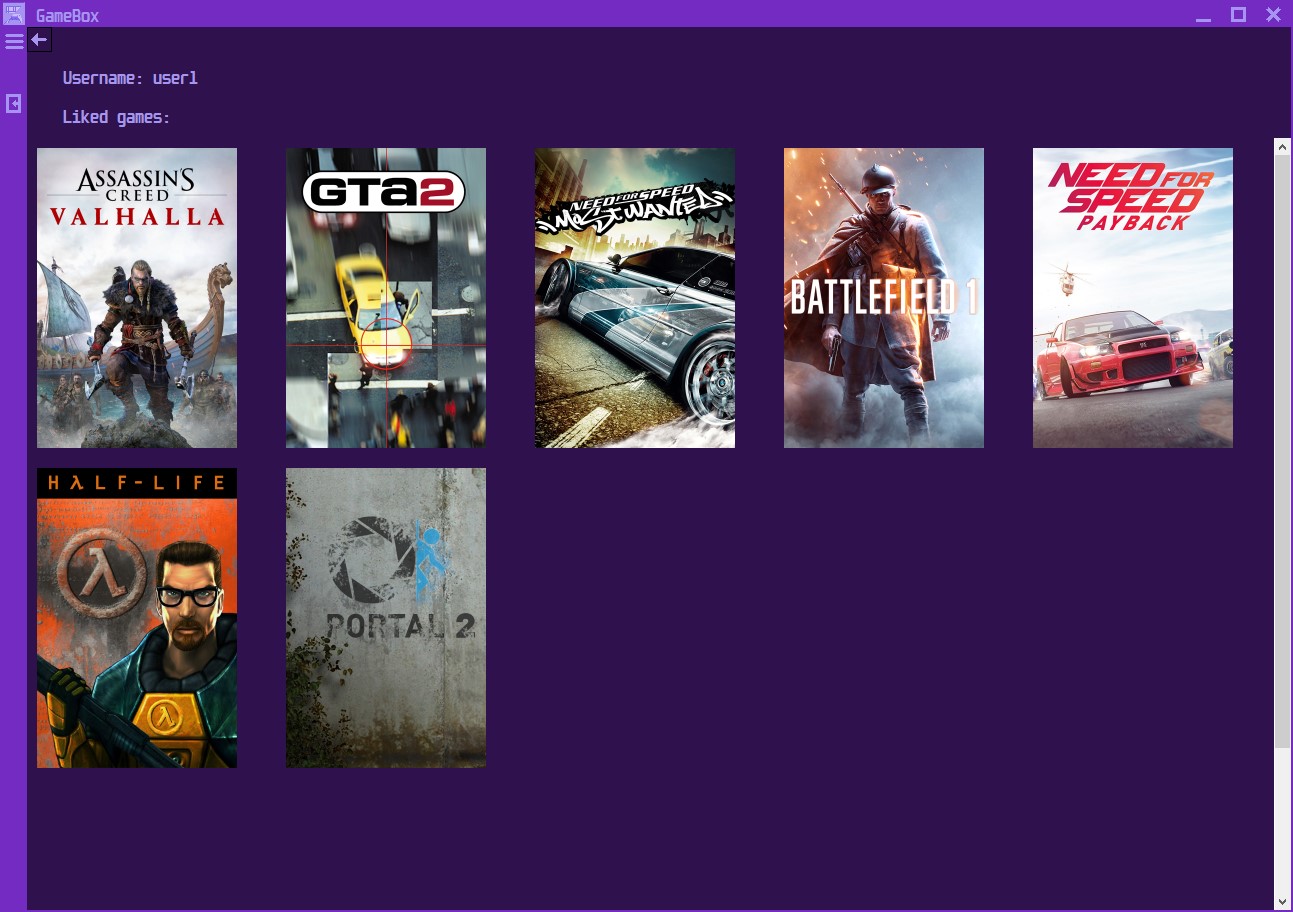 GameBox
Username: user1
Liked games:
ASSASSIN'S
CREED
VALHALLA
GTA2
NEED FOR SPEED
MOST WANTED
BATTLEFIELD 1
NEED FOR
SPEED
PAYBACK
HλLF-LIFE
PORTAL 2